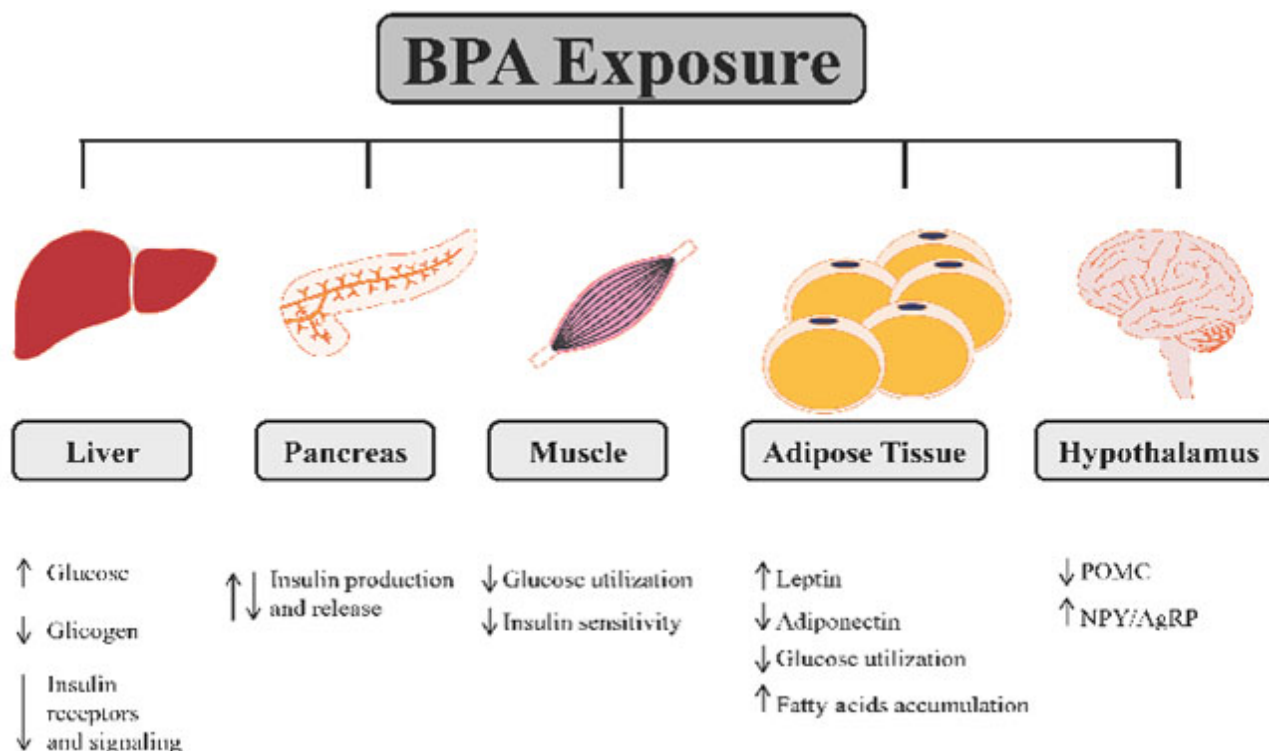 BPA Exposure
Liver
Pancreas
Muscle
Adipose Tissue
Hypothalamus
↑ Glucose
↓ Glicogen
↓ Insulin
receptors
and signaling
↑↓ Insulin production
and release
↓ Glucose utilization
↓ Insulin sensitivity
↑ Leptin
↓ Adiponectin
↓ Glucose utilization
↑ Fatty acids accumulation
↓ POMC
↑ NPY/AgRP